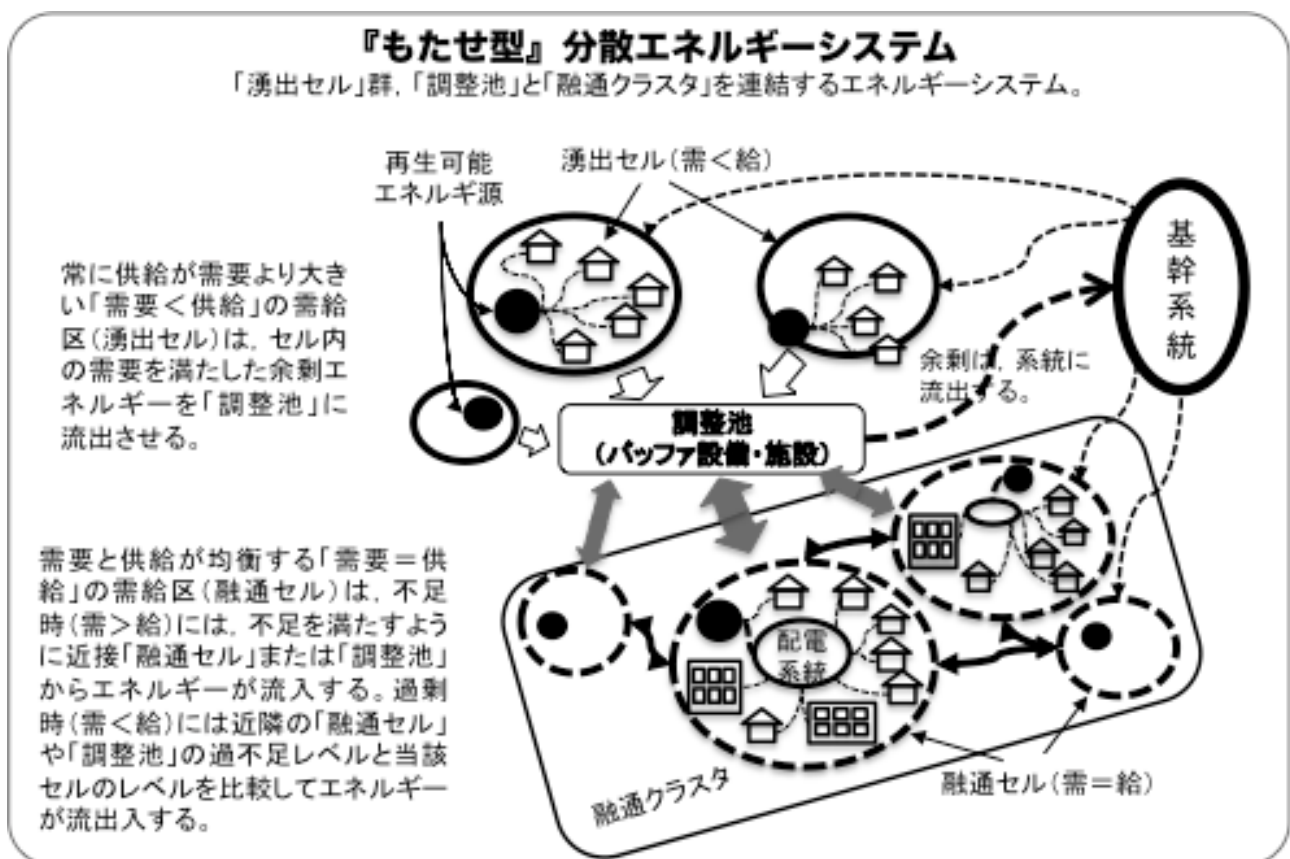 『もたせ型』分散エネルギーシステム
「湧出セル」群，「調整池」と「融通クラスタ」を連結するエネルギーシステム。
再生可能
エネルギ源
湧出セル（需＜給）
基幹系統
常に供給が需要より大き
い「需要＜供給」の需給
区（湧出セル）は，セル内
の需要を満たした余剰エ
ネルギーを「調整池」に
流出させる。
余剰は，系統に
流出する。
調整池
（バッファ設備・施設）
需要と供給が均衡する「需要＝供
給」の需給区（融通セル）は，不足
時（需＞給）には，不足を満たすよう
に近接「融通セル」または「調整池」
からエネルギーが流入する。過剰
時（需＜給）には近隣の「融通セル」
や「調整池」の過不足レベルと当該
セルのレベルを比較してエネルギー
が流出入する。
配電
系統
融通クラスタ
融通セル（需＝給）